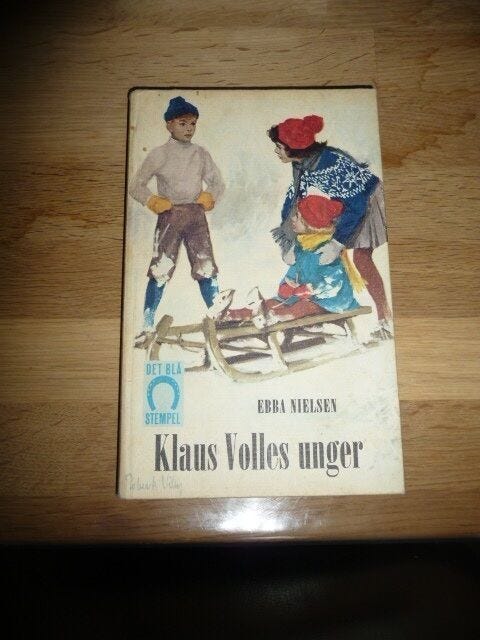 DET BLÅ
STEMPEL
EBBA NIELSEN
Klaus Volles unger